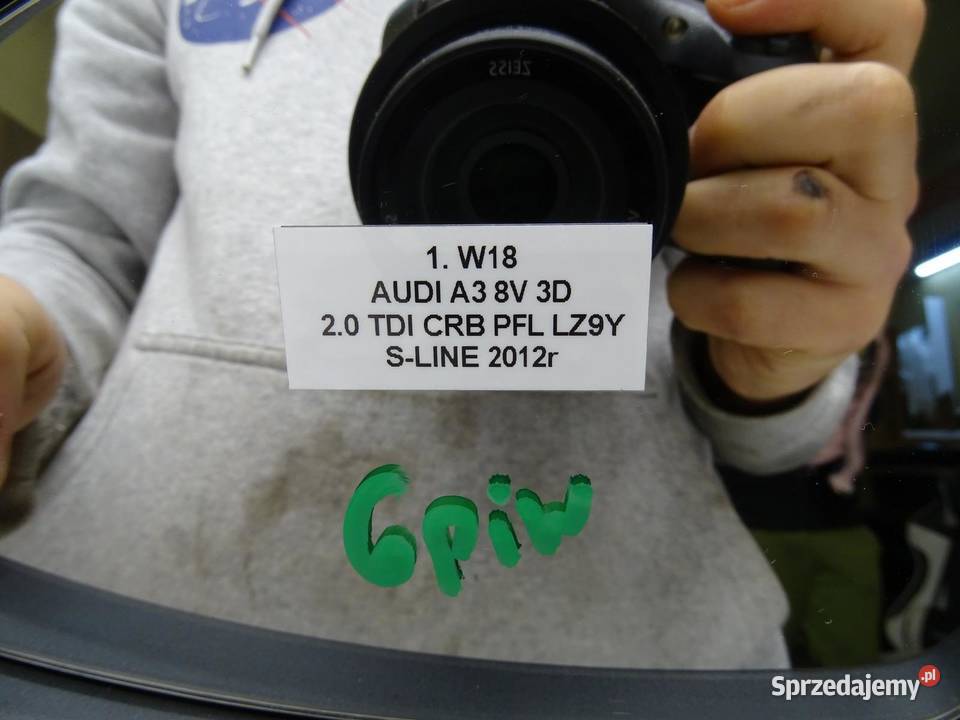 ZEISS
1. W18
AUDI A3 8V 3D
2.0 TDI CRB PFL LZ9Y
S-LINE 2012r
6piw
Sprzedajemy.pl